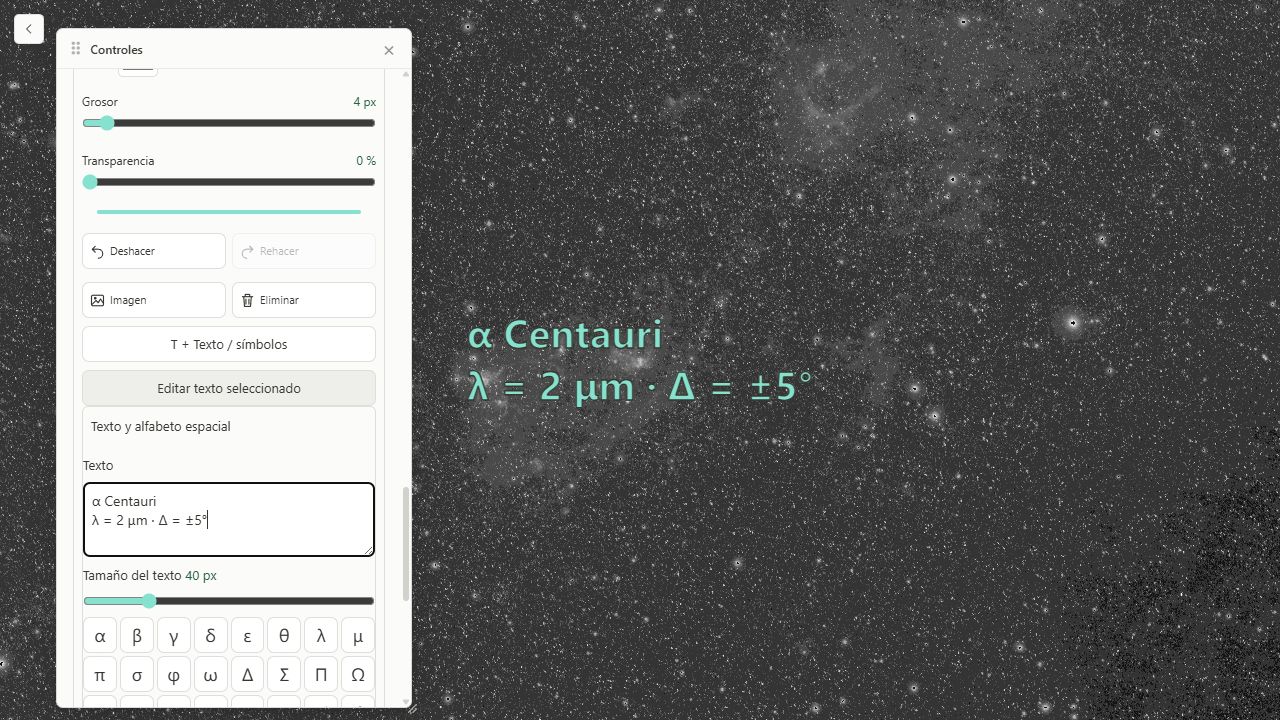 Controles
Grosor 4 px
Transparencia 0 %
Deshacer Rehacer
Imagen Eliminar
T + Texto / símbolos
Editar texto seleccionado
Texto y alfabeto espacial
Texto
α Centauri
λ = 2 µm · Δ = ±5°
Tamaño del texto 40 px
α β γ δ ε θ λ μ
π σ φ ω Δ Σ Π Ω
α Centauri
λ = 2 µm · Δ = ±5°